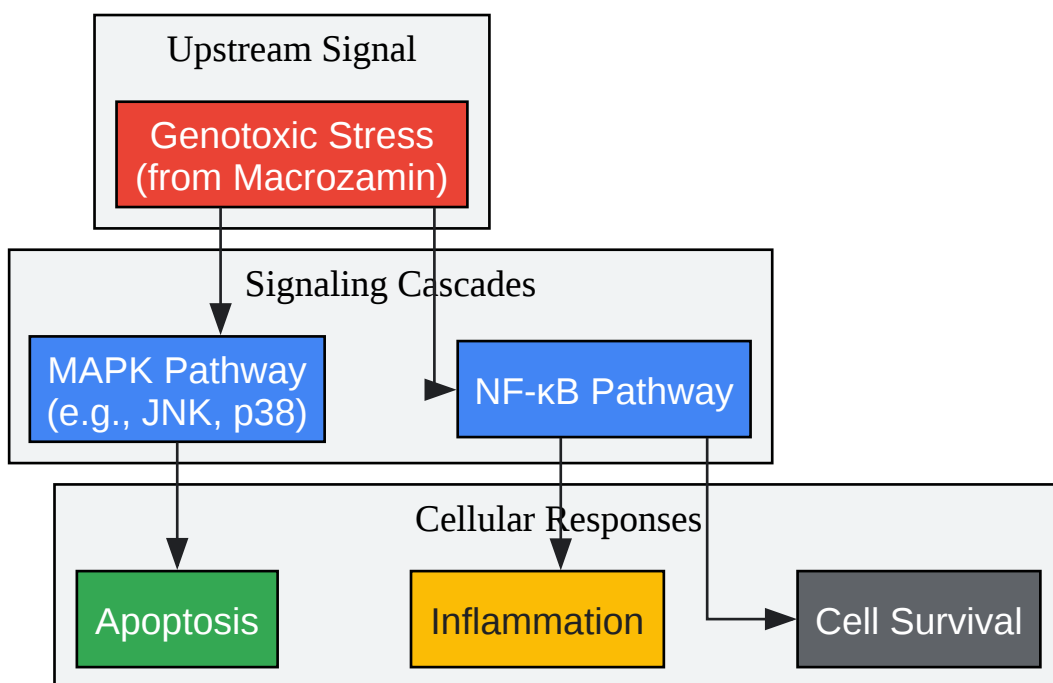 Upstream Signal
Genotoxic Stress
(from Macrozamin)
Signaling Cascades
MAPK Pathway
(e.g., JNK, p38)
NF-κB Pathway
Cellular Responses
Apoptosis
Inflammation
Cell Survival